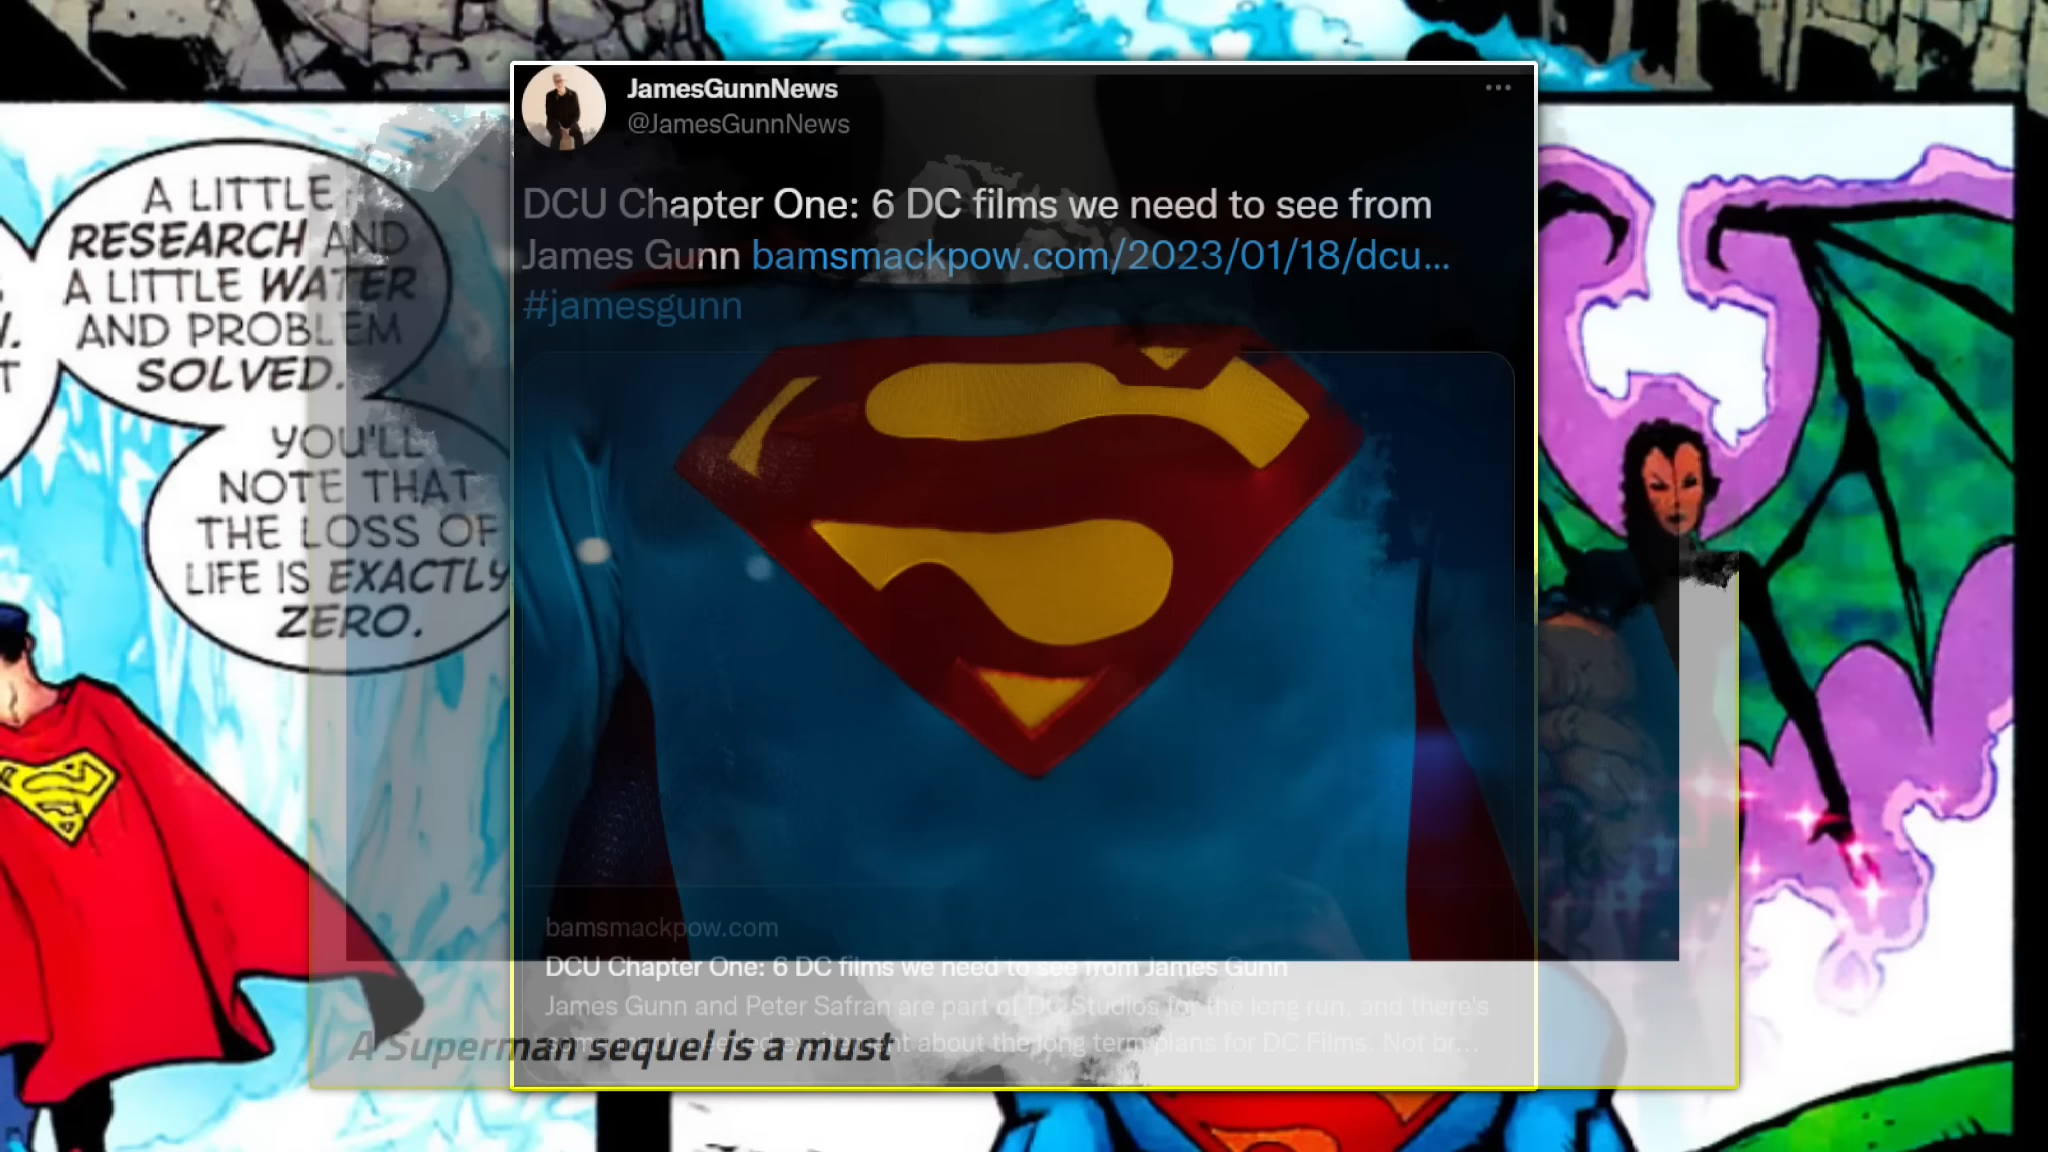 A LITTLE
RESEARCH AND
A LITTLE WATER
AND PROBLEM
SOLVED.
YOU'LL
NOTE THAT
THE LOSS OF
LIFE IS EXACTLY
ZERO.
JamesGunnNews
@JamesGunnNews
DCU Chapter One: 6 DC films we need to see from
James Gunn bamsmackpow.com/2023/01/18/dcu...
#jamesgunn
bamsmackpow.com
DCU Chapter One: 6 DC films we need to see from James Gunn
James Gunn and Peter Safran are part of DC Studios for the long run, and there's
about the long term plans for DC Films. Not br...
A Superman sequel is a must